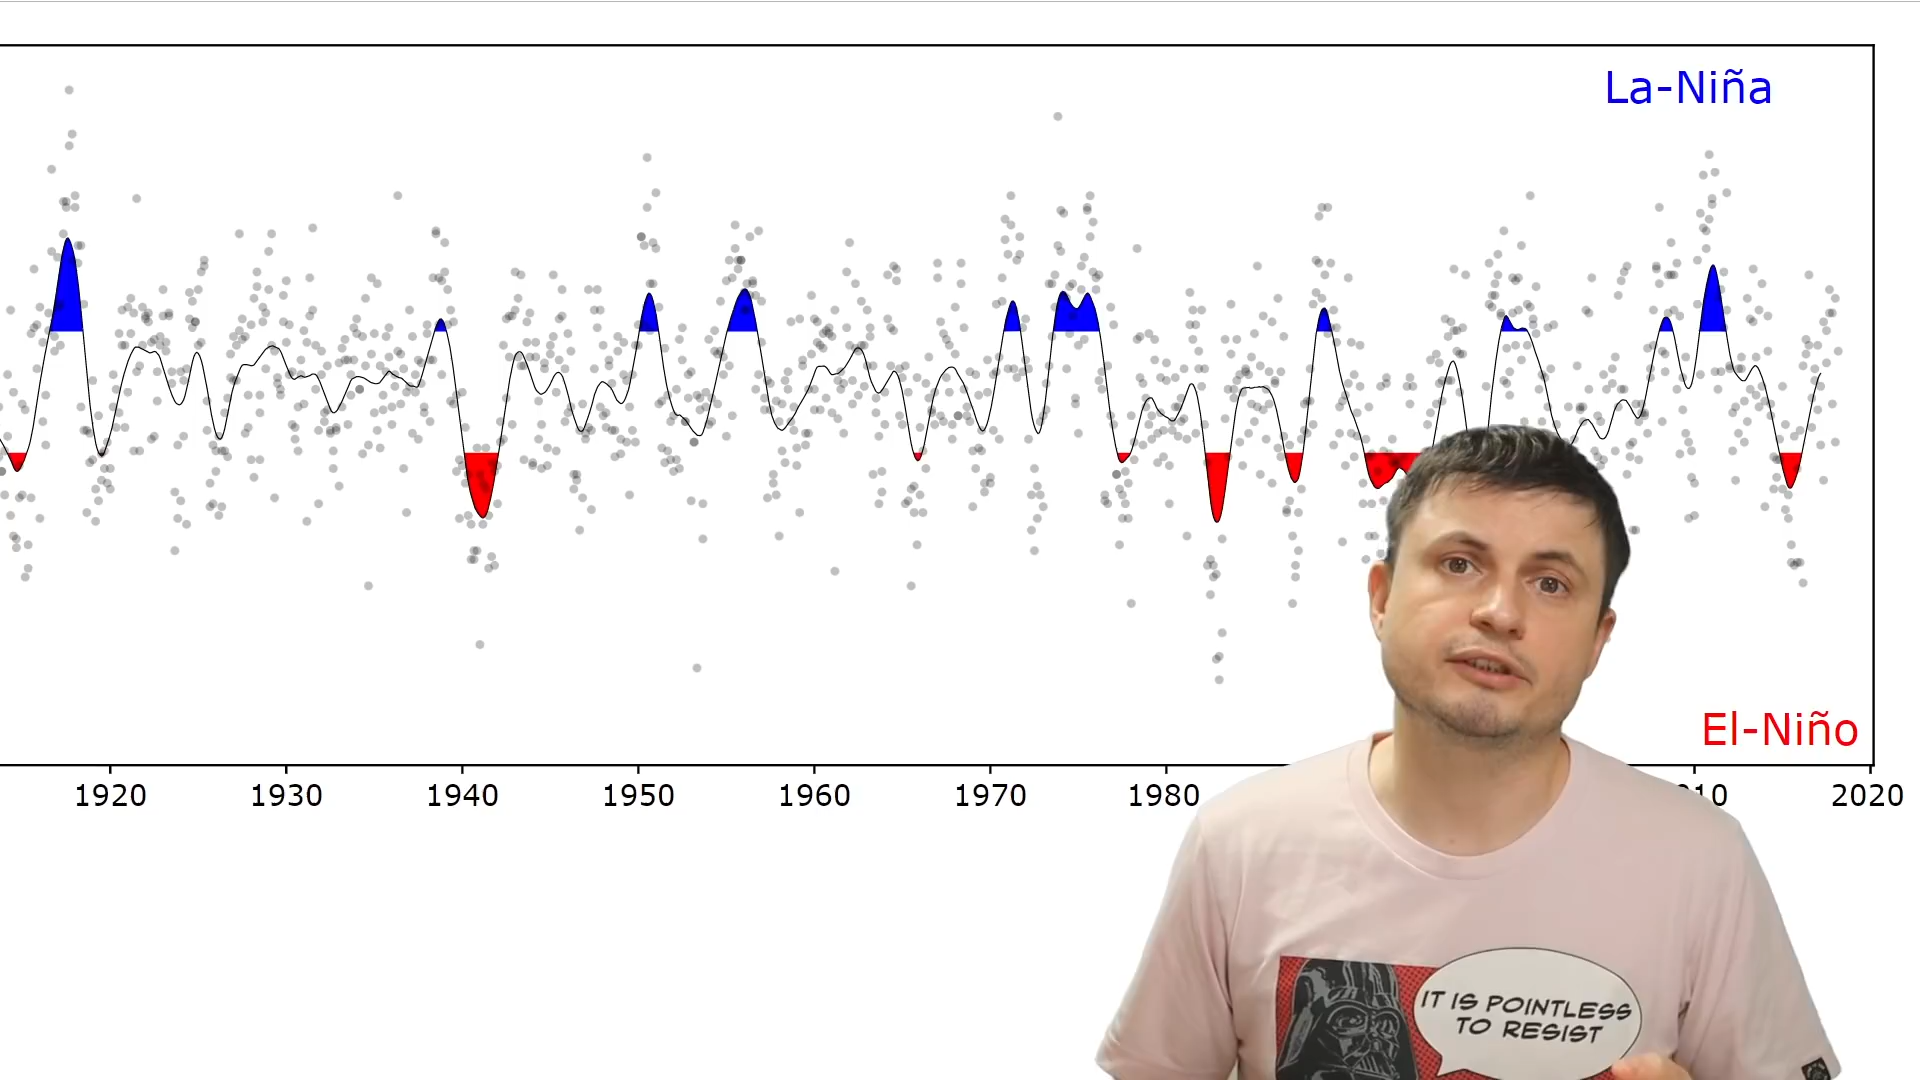 La-Niña
El-Niño
1920 1930 1940 1950 1960 1970 1980 2020
IT IS POINTLESS
TO RESIST